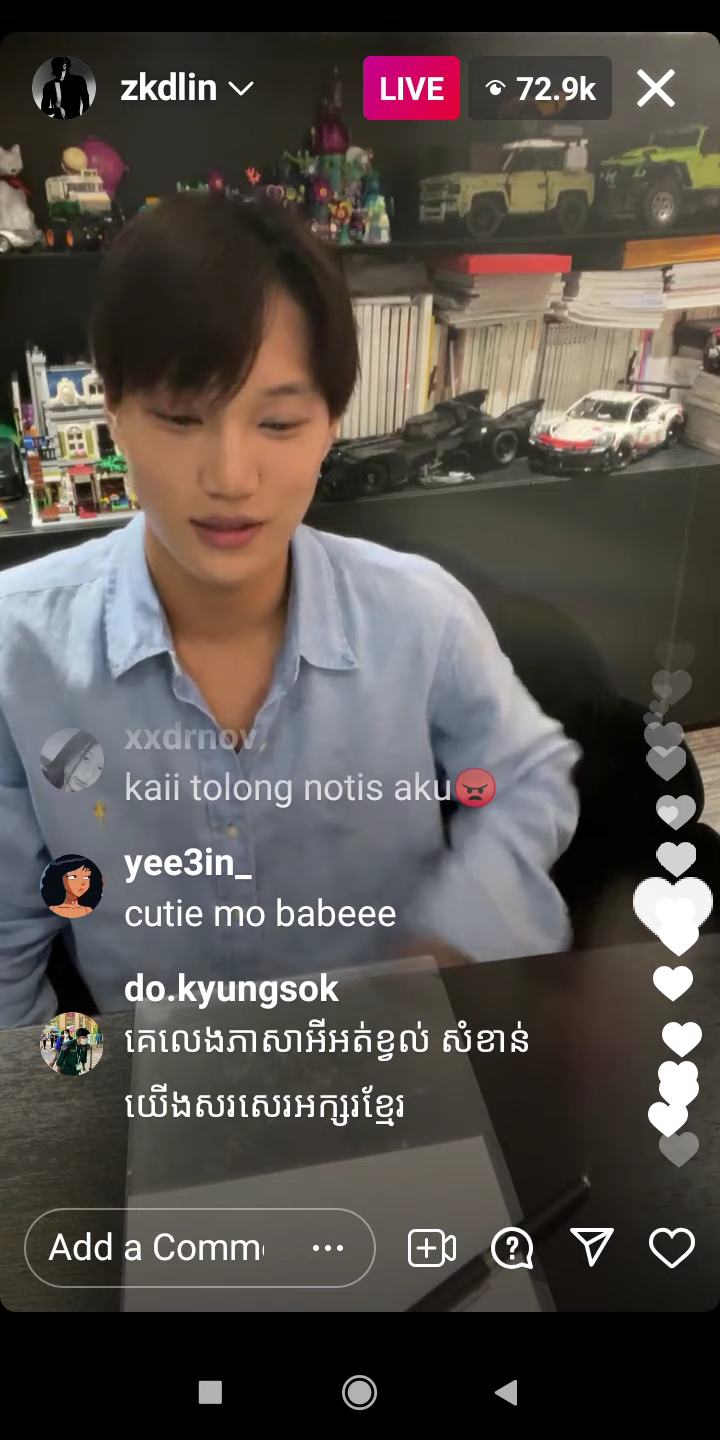 zkdlin
LIVE
72.9k
xxdrnov
kaii tolong notis aku😡
yee3in_
cutie mo babeee
do.kyungsok
គេលេងភាសាអីអត់ខ្វល់ សំខាន់
យើងសរសេរអក្សរខ្មែរ
Add a Comm